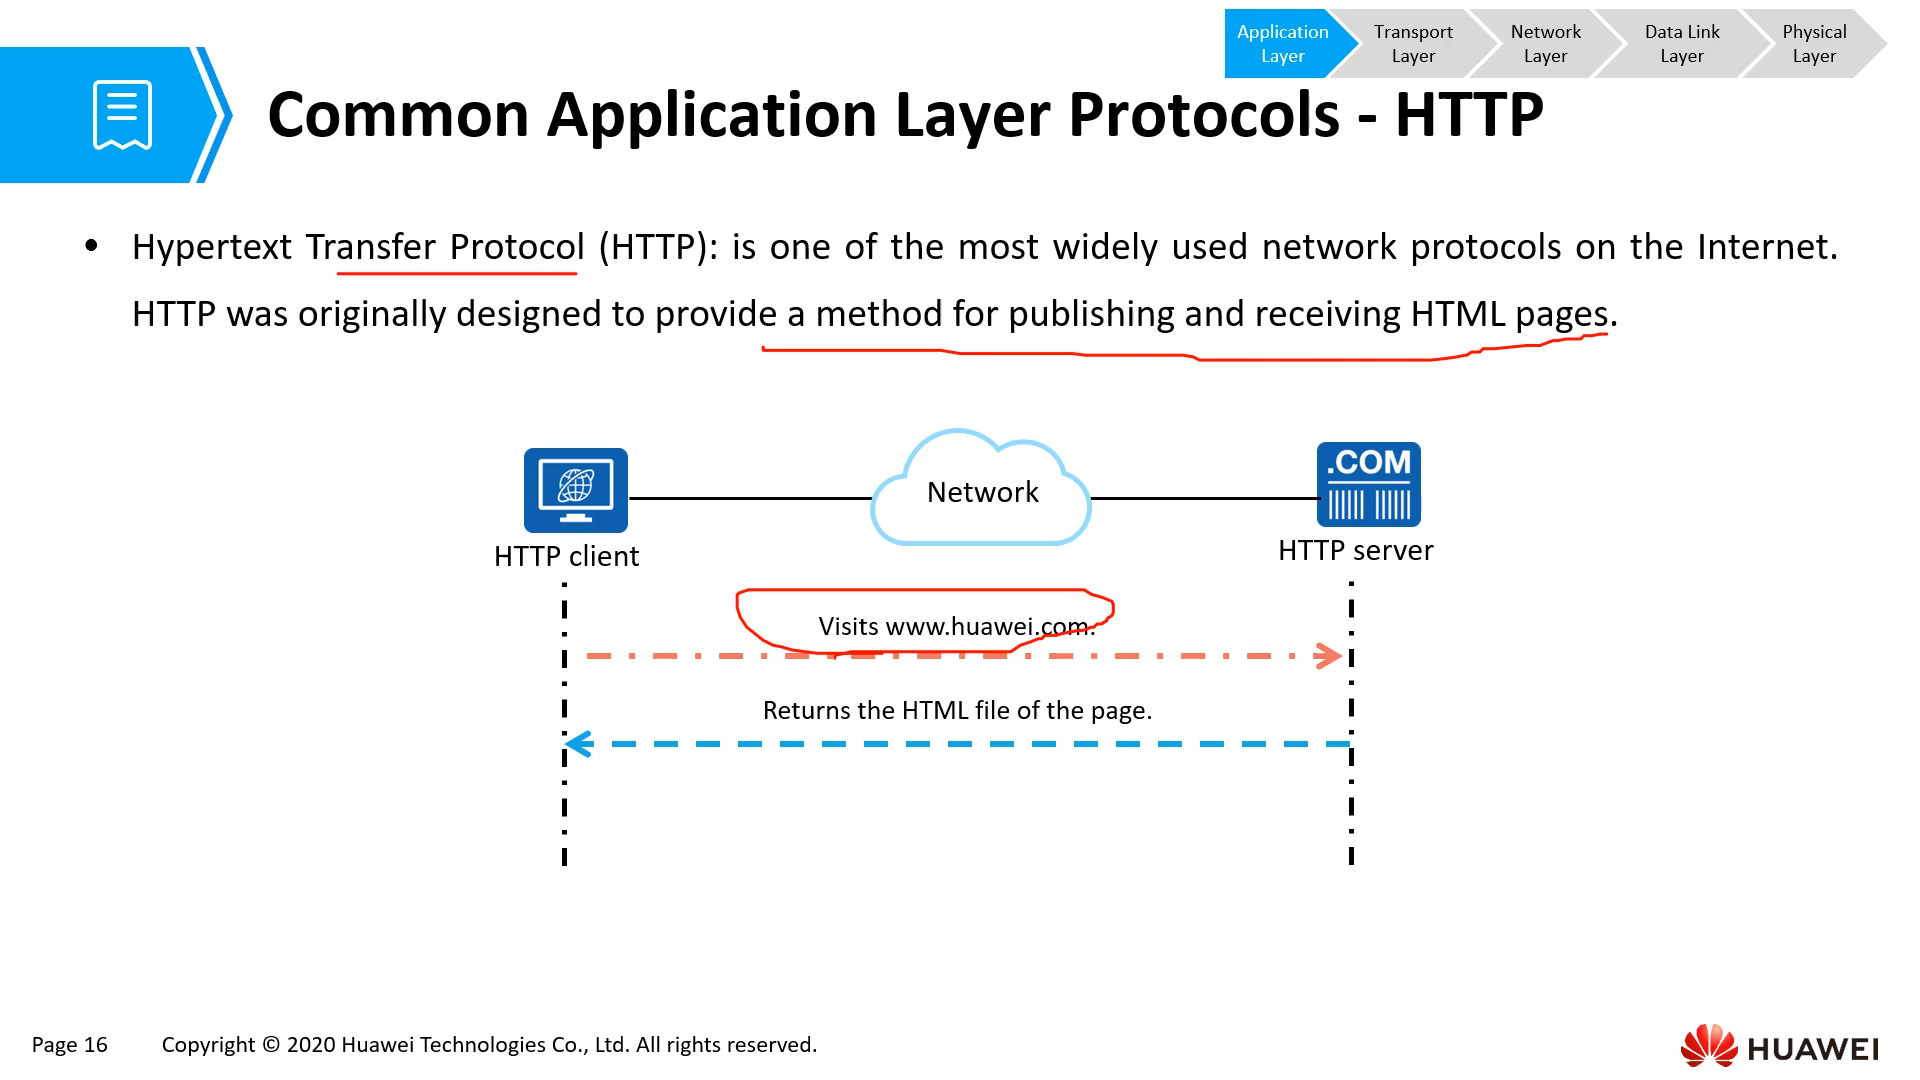 Application Layer
Transport Layer
Network Layer
Data Link Layer
Physical Layer
Common Application Layer Protocols - HTTP
• Hypertext Transfer Protocol (HTTP): is one of the most widely used network protocols on the Internet.
HTTP was originally designed to provide a method for publishing and receiving HTML pages.
Network
.COM
HTTP client
HTTP server
Visits www.huawei.com.
Returns the HTML file of the page.
Page 16
Copyright © 2020 Huawei Technologies Co., Ltd. All rights reserved.
HUAWEI